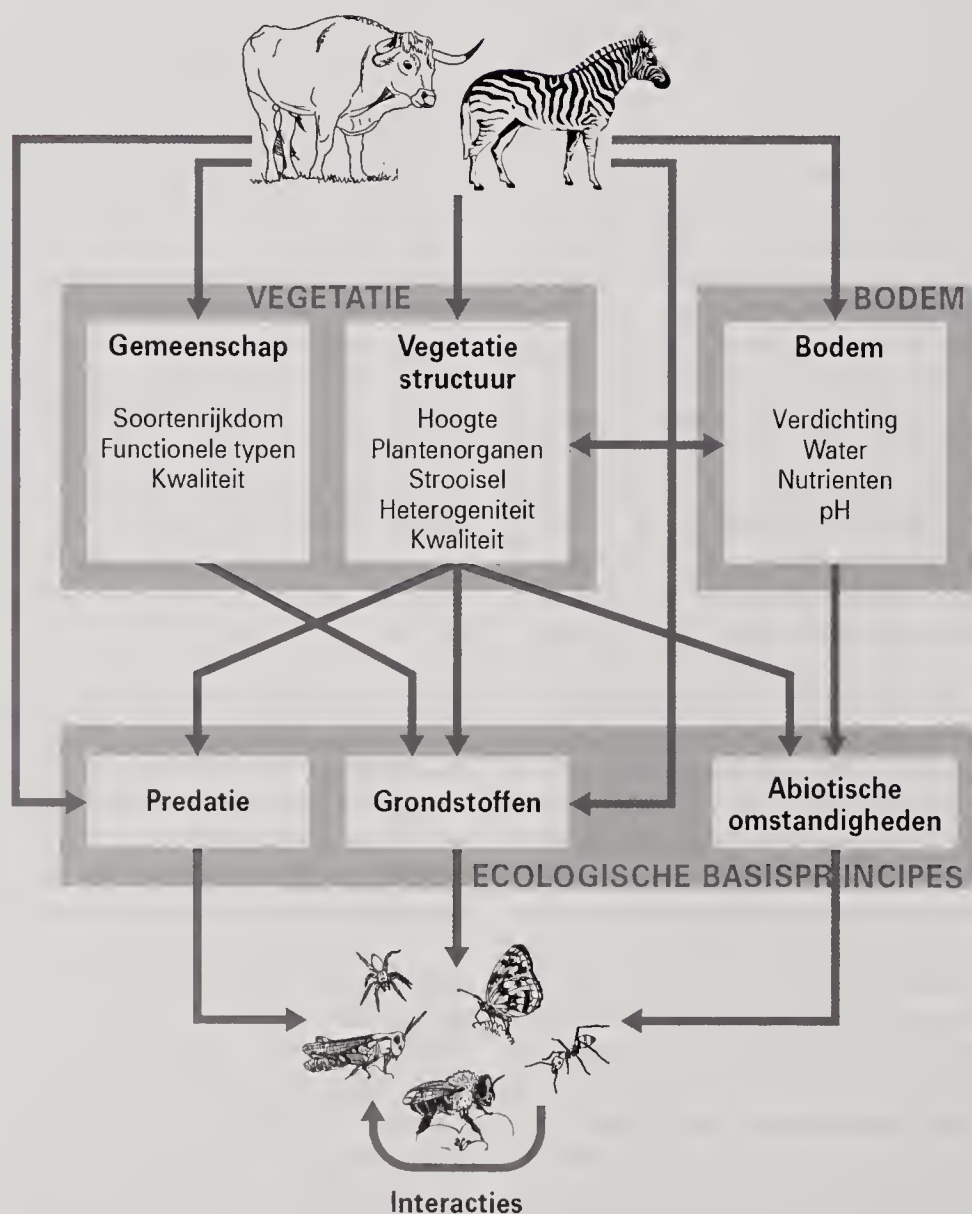 VEGETATIE
Gemeenschap
Soortenrijkdom
Functionele typen
Kwaliteit
Vegetatie
structuur
Hoogte
Plantenorganen
Strooisel
Heterogeniteit
Kwaliteit
BODEM
Bodem
Verdichting
Water
Nutrienten
pH
Predatie
Grondstoffen
Abiotische
omstandigheden
ECOLOGISCHE BASISPRINCIPES
Interacties